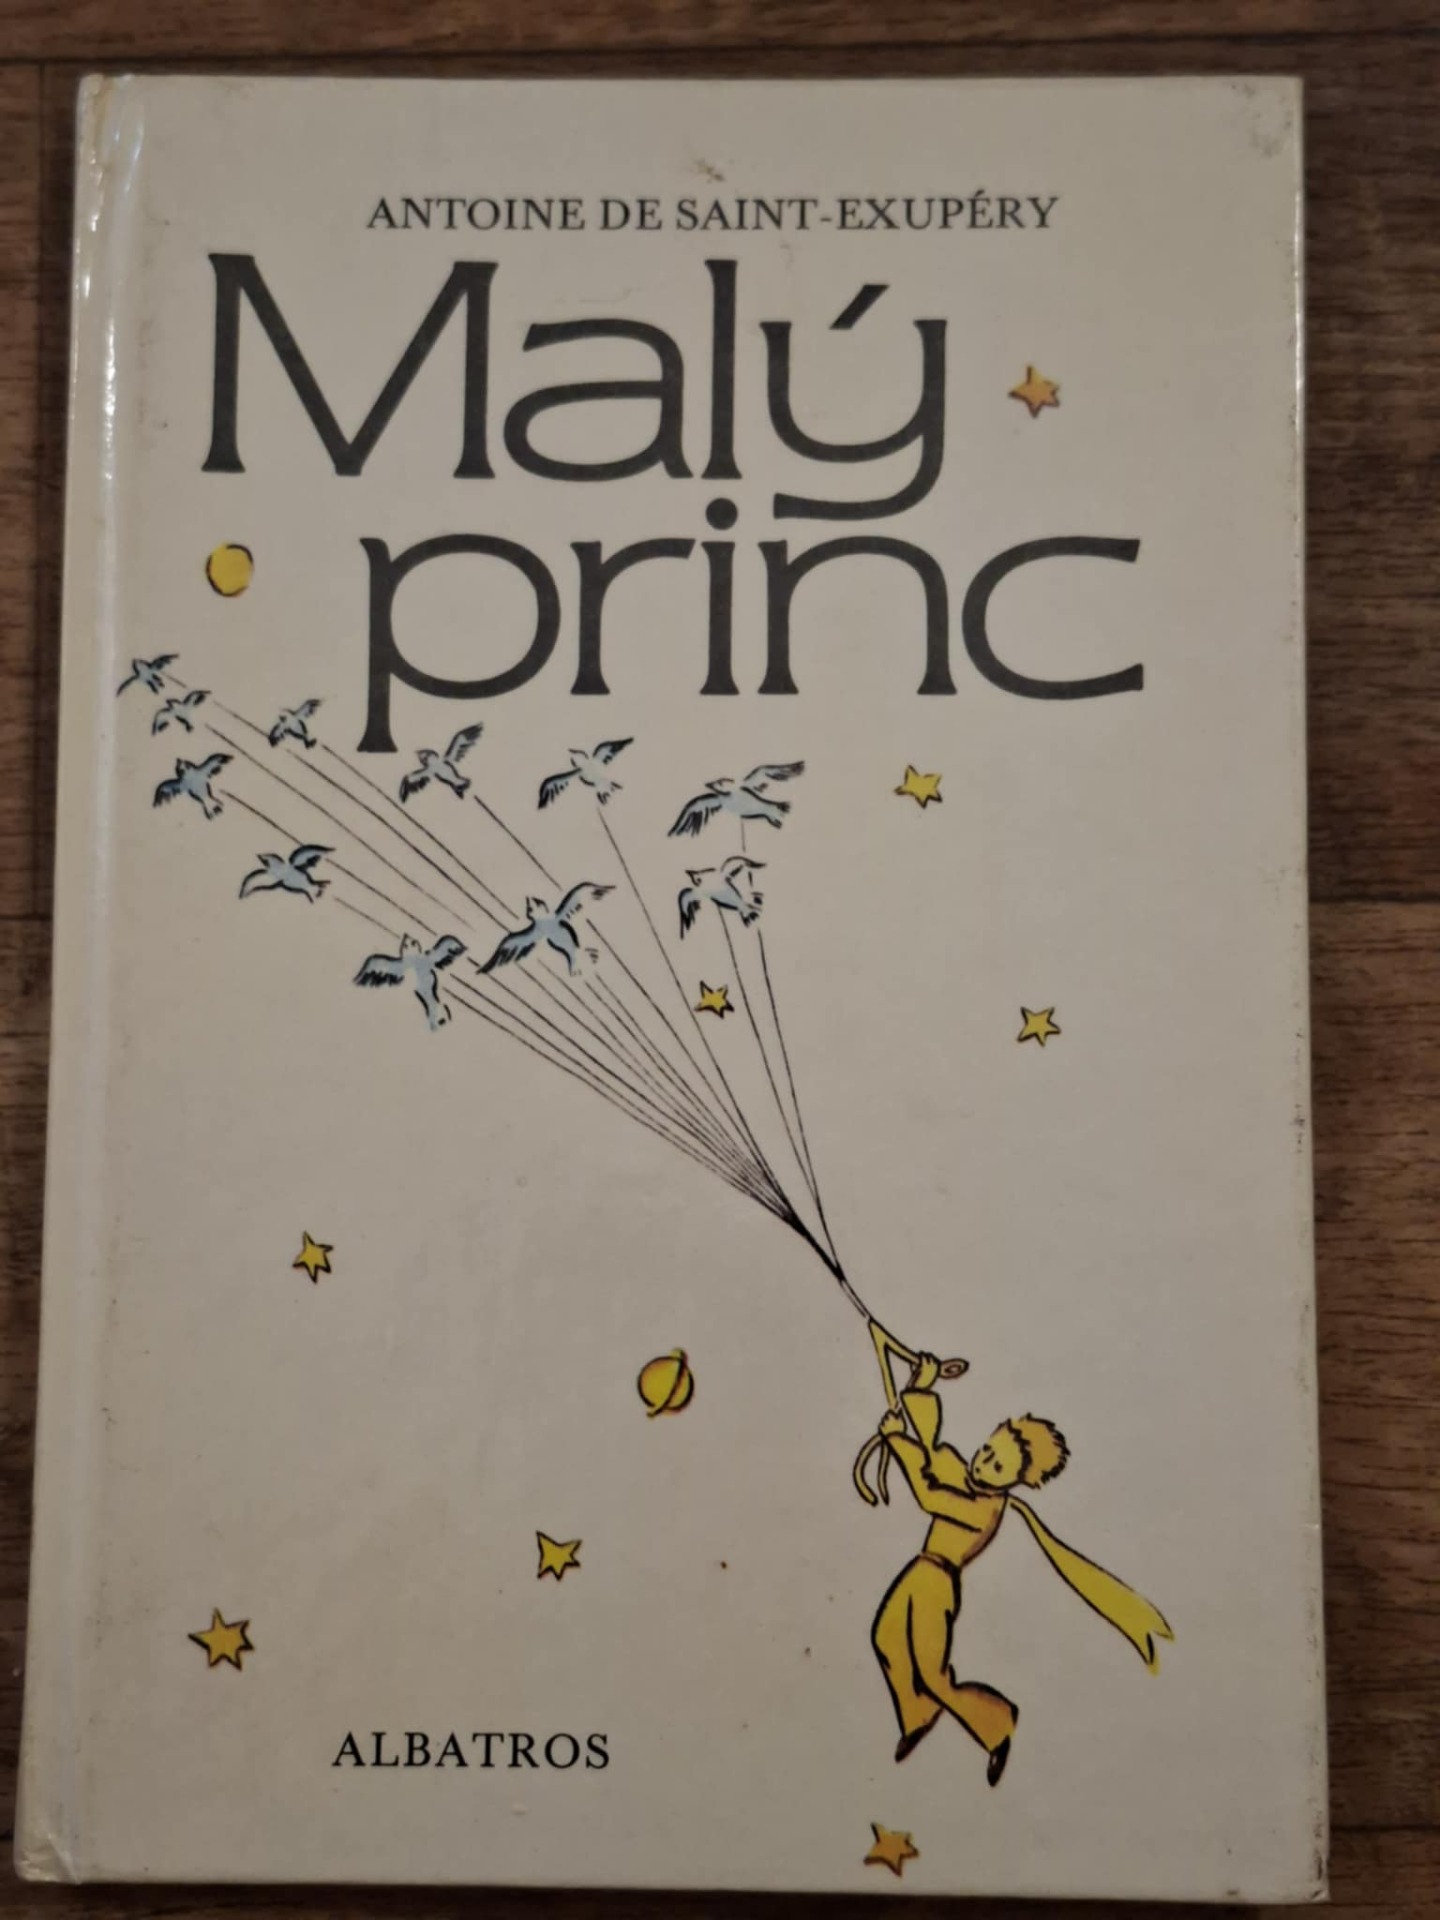 ANTOINE DE SAINT-EXUPÉRY
Malý
princ
ALBATROS